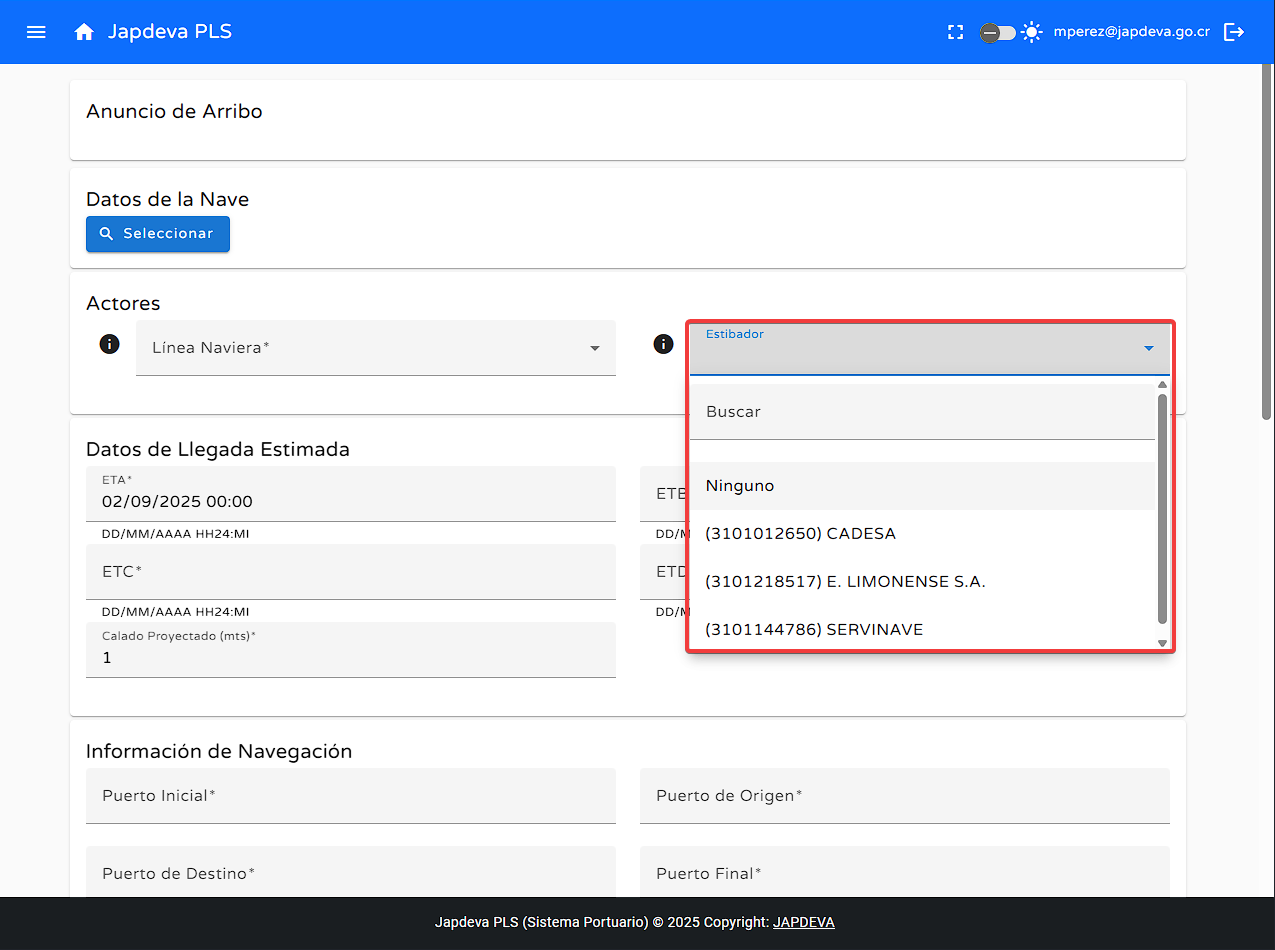 Japdeva PLS
mperez@japdeva.go.cr
Anuncio de Arribo
Datos de la Nave
Seleccionar
Actores
Línea Naviera*
Estibador
Buscar
Ninguno
(3101012650) CADESA
(3101218517) E. LIMONENSE S.A.
(3101144786) SERVINAVE
Datos de Llegada Estimada
ETA*
02/09/2025 00:00
DD/MM/AAAA HH24:MI
ETB
DD/M
ETC*
DD/MM/AAAA HH24:MI
ETD
DD/M
Calado Proyectado (mts)*
1
Información de Navegación
Puerto Inicial*
Puerto de Origen*
Puerto de Destino*
Puerto Final*
Japdeva PLS (Sistema Portuario) © 2025 Copyright: JAPDEVA